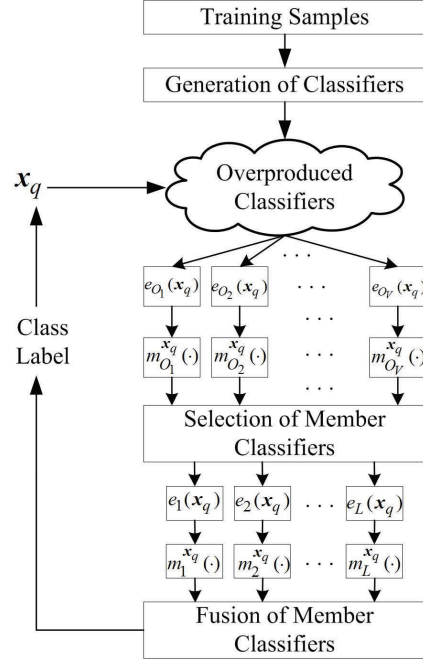 Training Samples
Generation of Classifiers
Overproduced
Classifiers
x_q
. . .
e_{O_1}(x_q) e_{O_2}(x_q) . . . e_{O_V}(x_q)
. . .
m_{O_1}^{x_q}(·) m_{O_2}^{x_q}(·) . . . m_{O_V}^{x_q}(·)
. . .
Class
Label
Selection of Member
Classifiers
e_1(x_q) e_2(x_q) . . . e_L(x_q)
m_1^{x_q}(·) m_2^{x_q}(·) . . . m_L^{x_q}(·)
Fusion of Member
Classifiers